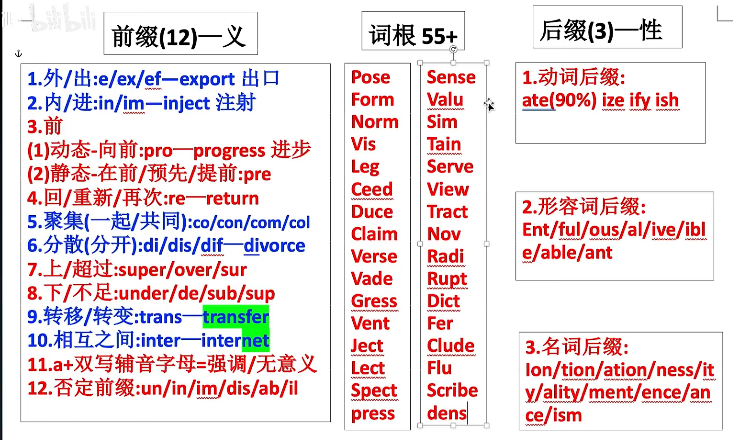 bilibili
前缀(12)—义
1.外/出:e/ex/ef—export 出口
2.内/进:in/im—inject 注射
3.前
(1)动态-向前:pro—progress 进步
(2)静态-在前/预先/提前:pre
4.回/重新/再次:re—return
5.聚集(一起/共同):co/con/com/col
6.分散(分开):di/dis/dif—divorce
7.上/超过:super/over/sur
8.下/不足:under/de/sub/sup
9.转移/转变:trans—transfer
10.相互之间:inter—internet
11.a+双写辅音字母=强调/无意义
12.否定前缀:un/in/im/dis/ab/il
词根 55+
Pose
Form
Norm
Vis
Leg
Ceed
Duce
Claim
Verse
Vade
Gress
Vent
Ject
Lect
Spect
press
Sense
Valu
Sim
Tain
Serve
View
Tract
Nov
Radi
Rupt
Dict
Fer
Clude
Flu
Scribe
dens
后缀(3)—性
1.动词后缀:
ate(90%) ize ify ish
2.形容词后缀:
Ent/ful/ous/al/ive/ibl
e/able/ant
3.名词后缀:
Ion/tion/ation/ness/it
y/ality/ment/ence/an
ce/ism